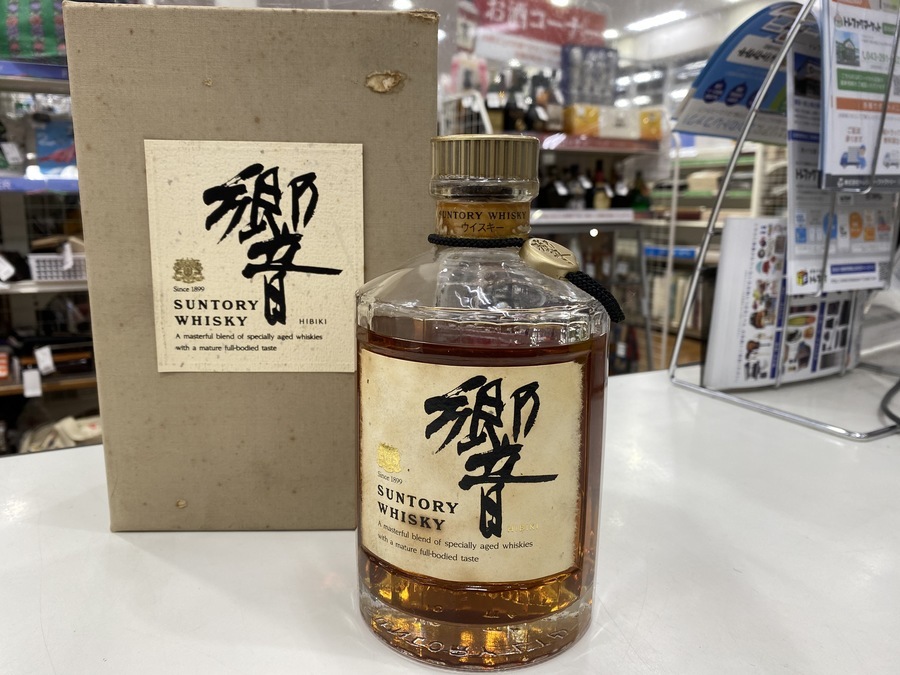 お酒コーナー
響
Since 1899
SUNTORY
WHISKY
HIBIKI
A masterful blend of specially aged whiskies
with a mature full-bodied taste
SUNTORY WHISKY
ウイスキー
響
Since 1899
SUNTORY
WHISKY
HIBIKI
A masterful blend of specially aged whiskies
with a mature full-bodied taste